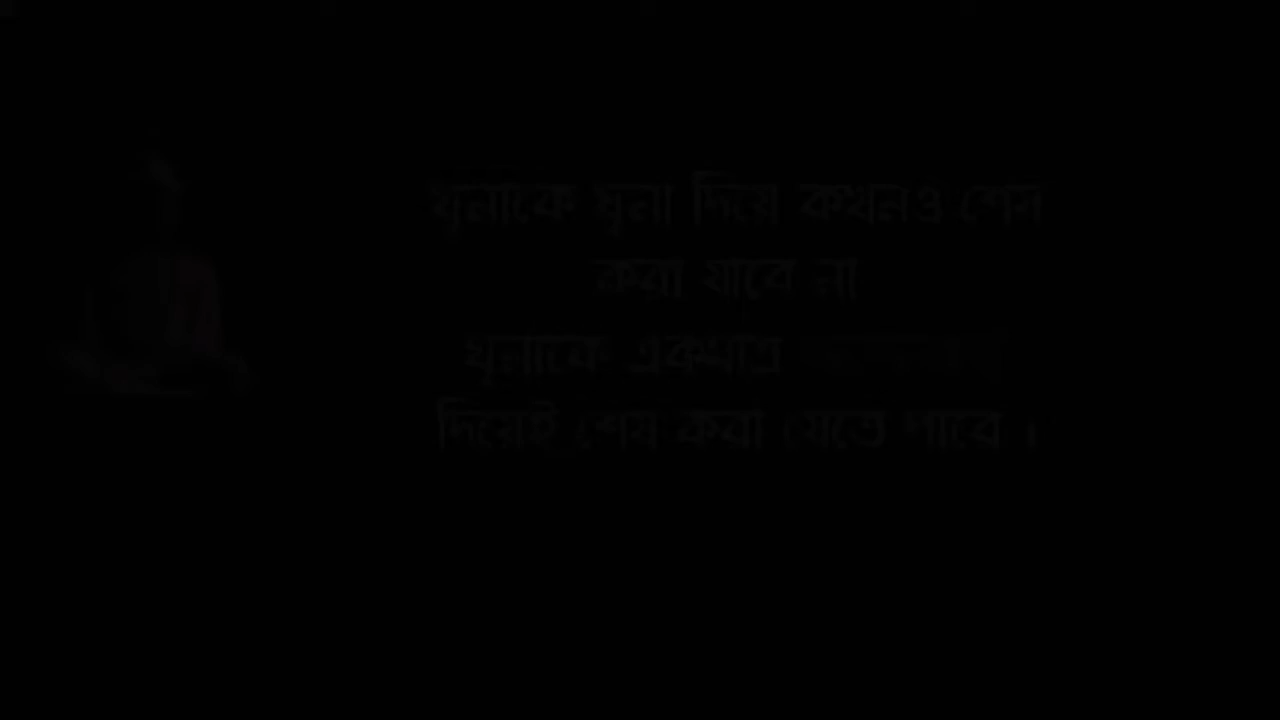 ঘৃনাকে ঘৃনা দিয়ে কখনও শেষ
করা যাবে না
ঘৃনাকে একমাত্র
দিয়েই শেষ করা যেতে পারে ।